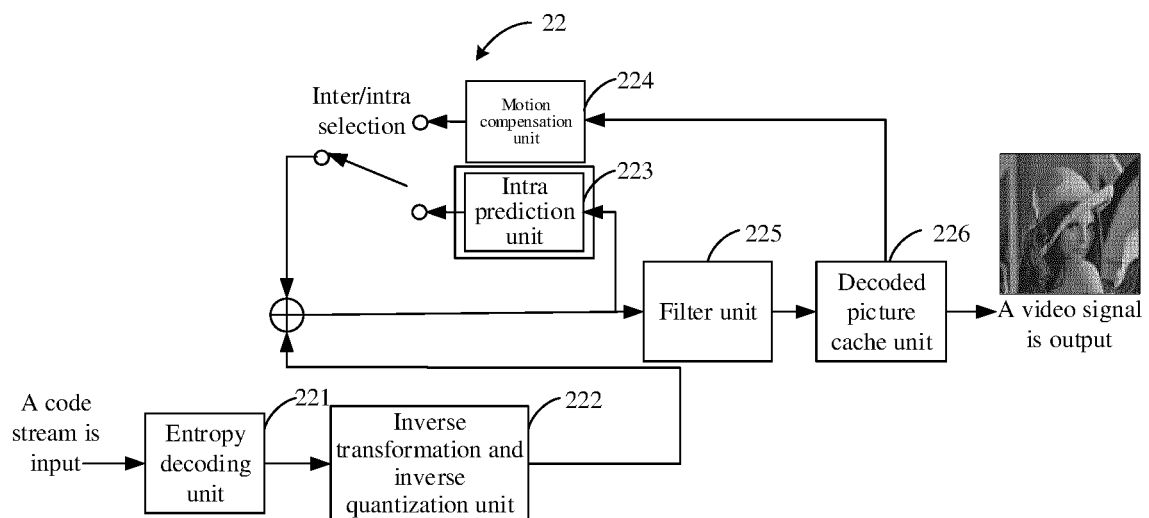 22
224
Inter/intra
selection
Motion
compensation
unit
223
Intra
prediction
unit
225
226
Filter unit
Decoded
picture
cache unit
A video signal
is output
A code
stream is
input
221
Entropy
decoding
unit
222
Inverse
transformation and
inverse
quantization unit